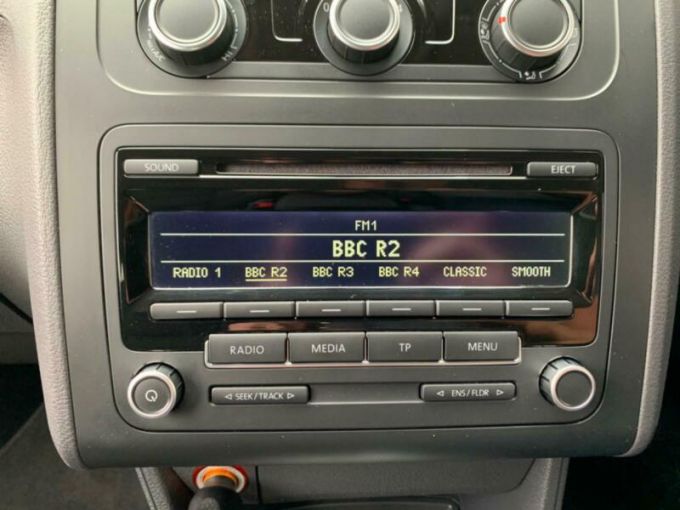 0
SOUND
EJECT
FM1
BBC R2
RADIO 1 BBC R2 BBC R3 BBC R4 CLASSIC SMOOTH
RADIO MEDIA TP MENU
SEEK/TRACK
ENS/FLDR